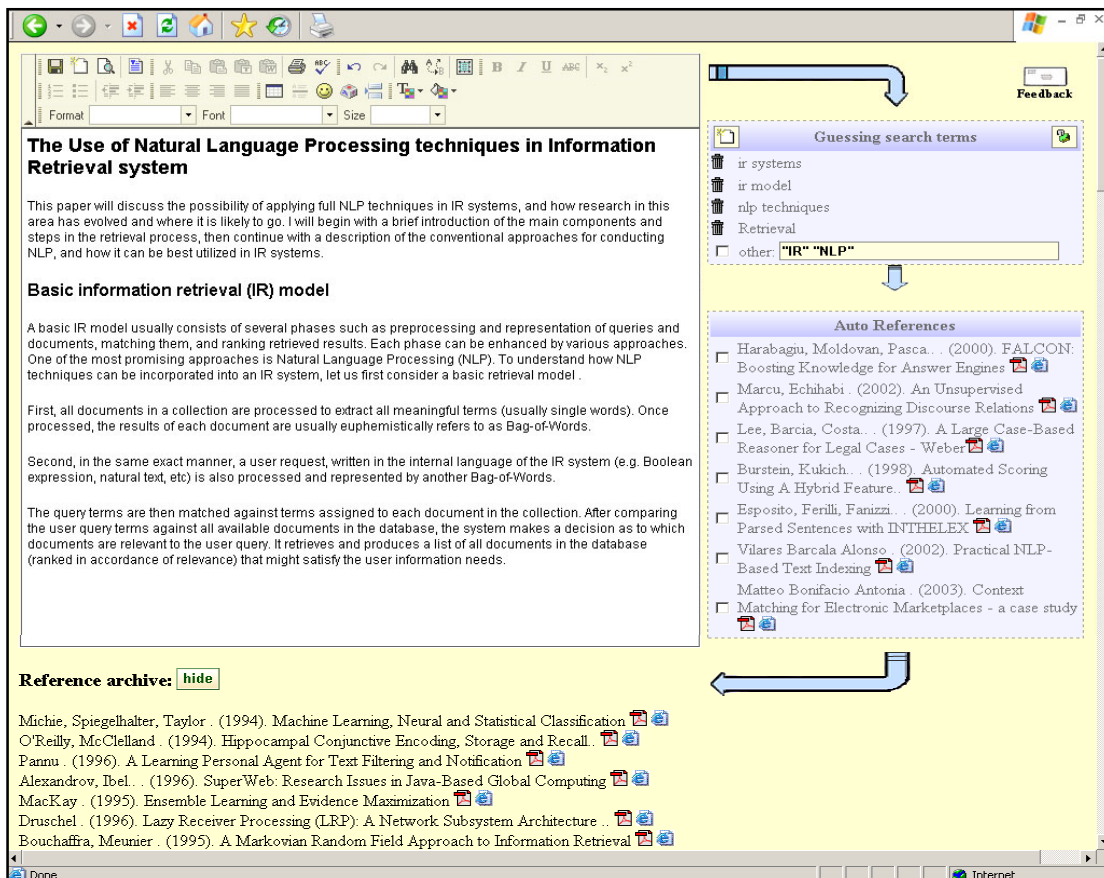 Format Font Size
The Use of Natural Language Processing techniques in Information
Retrieval system
This paper will discuss the possibility of applying full NLP techniques in IR systems, and how research in this
area has evolved and where it is likely to go. I will begin with a brief introduction of the main components and
steps in the retrieval process, then continue with a description of the conventional approaches for conducting
NLP, and how it can be best utilized in IR systems.
Basic information retrieval (IR) model
A basic IR model usually consists of several phases such as preprocessing and representation of queries and
documents, matching them, and ranking retrieved results. Each phase can be enhanced by various approaches.
One of the most promising approaches is Natural Language Processing (NLP). To understand how NLP
techniques can be incorporated into an IR system, let us first consider a basic retrieval model .
First, all documents in a collection are processed to extract all meaningful terms (usually single words). Once
processed, the results of each document are usually euphemistically refers to as Bag-of-Words.
Second, in the same exact manner, a user request, written in the internal language of the IR system (e.g. Boolean
expression, natural text, etc) is also processed and represented by another Bag-of-Words.
The query terms are then matched against terms assigned to each document in the collection. After comparing
the user query terms against all available documents in the database, the system makes a decision as to which
documents are relevant to the user query. It retrieves and produces a list of all documents in the database
(ranked in accordance of relevance) that might satisfy the user information needs.
Feedback
Guessing search terms
ir systems
ir model
nlp techniques
Retrieval
other: "IR" "NLP"
Auto References
Harabagiu, Moldovan, Pasca.. . (2000). FALCON:
Boosting Knowledge for Answer Engines
Marcu, Echihabi . (2002). An Unsupervised
Approach to Recognizing Discourse Relations
Lee, Barcia, Costa.. . (1997). A Large Case-Based
Reasoner for Legal Cases - Weber
Burstein, Kukich.. . (1998). Automated Scoring
Using A Hybrid Feature..
Esposito, Ferilli, Fanizzi.. . (2000). Learning from
Parsed Sentences with INTHELEX
Vilares Barcala Alonso . (2002). Practical NLP-
Based Text Indexing
Matteo Bonifacio Antonia . (2003). Context
Matching for Electronic Marketplaces - a case study
Reference archive: hide
Michie, Spiegelhalter, Taylor . (1994). Machine Learning, Neural and Statistical Classification
O'Reilly, McClelland . (1994). Hippocampal Conjunctive Encoding, Storage and Recall..
Pannu . (1996). A Learning Personal Agent for Text Filtering and Notification
Alexandrov, Ibel.. . (1996). SuperWeb: Research Issues in Java-Based Global Computing
MacKay . (1995). Ensemble Learning and Evidence Maximization
Druschel . (1996). Lazy Receiver Processing (LRP): A Network Subsystem Architecture ..
Bouchaffra, Meunier . (1995). A Markovian Random Field Approach to Information Retrieval
Done Internet